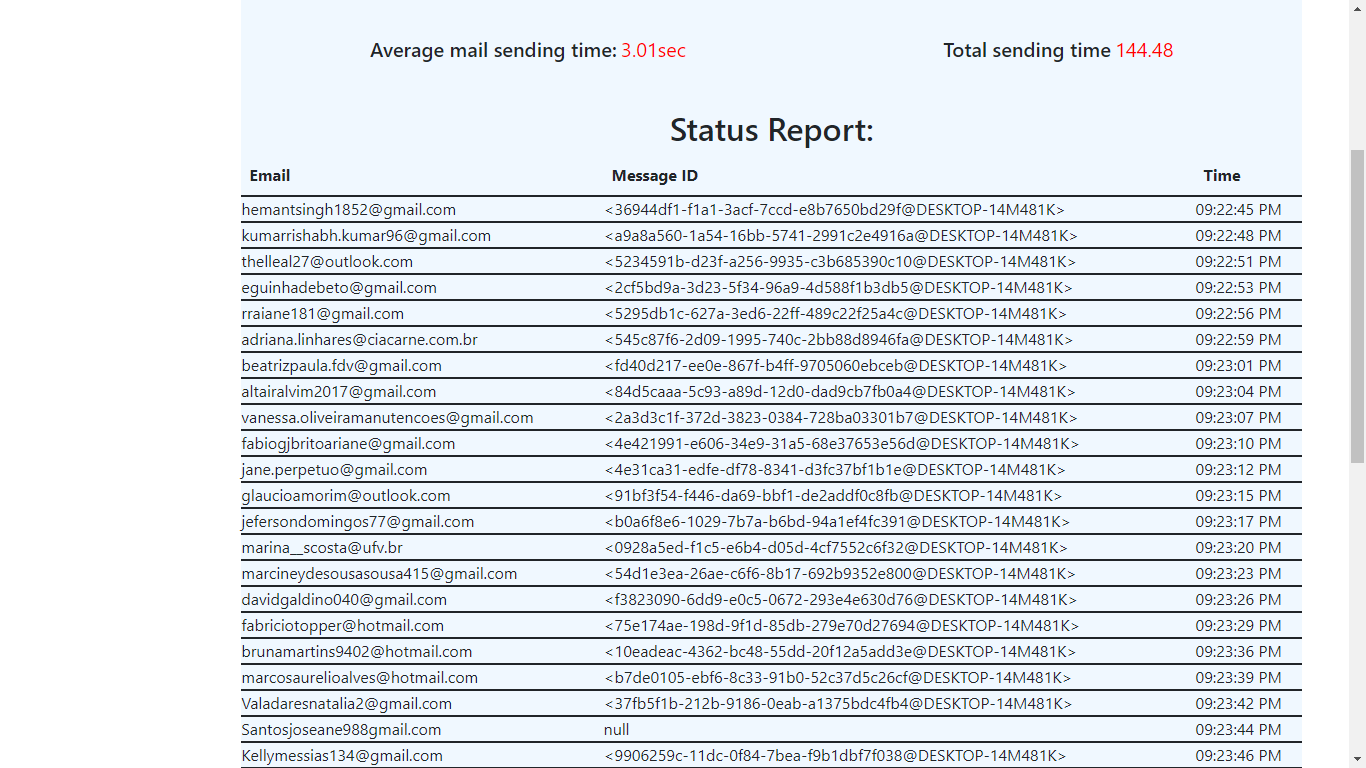 Average mail sending time: 3.01sec Total sending time 144.48
Status Report:
Email Message ID Time
hemantsingh1852@gmail.com <36944df1-f1a1-3acf-7ccd-e8b7650bd29f@DESKTOP-14M481K> 09:22:45 PM
kumarrishabh.kumar96@gmail.com <a9a8a560-1a54-16bb-5741-2991c2e4916a@DESKTOP-14M481K> 09:22:48 PM
thelleal27@outlook.com <5234591b-d23f-a256-9935-c3b685390c10@DESKTOP-14M481K> 09:22:51 PM
eguinhadebeto@gmail.com <2cf5bd9a-3d23-5f34-96a9-4d588f1b3db5@DESKTOP-14M481K> 09:22:53 PM
rraiane181@gmail.com <5295db1c-627a-3ed6-22ff-489c22f25a4c@DESKTOP-14M481K> 09:22:56 PM
adriana.linhares@ciacarne.com.br <545c87f6-2d09-1995-740c-2bb88d8946fa@DESKTOP-14M481K> 09:22:59 PM
beatrizpaula.fdv@gmail.com <fd40d217-ee0e-867f-b4ff-9705060ebceb@DESKTOP-14M481K> 09:23:01 PM
altairalvim2017@gmail.com <84d5caaa-5c93-a89d-12d0-dad9cb7fb0a4@DESKTOP-14M481K> 09:23:04 PM
vanessa.oliveiramanutencoes@gmail.com <2a3d3c1f-372d-3823-0384-728ba03301b7@DESKTOP-14M481K> 09:23:07 PM
fabiogjbritoariane@gmail.com <4e421991-e606-34e9-31a5-68e37653e56d@DESKTOP-14M481K> 09:23:10 PM
jane.perpetuo@gmail.com <4e31ca31-edfe-df78-8341-d3fc37bf1b1e@DESKTOP-14M481K> 09:23:12 PM
glaucioamorim@outlook.com <91bf3f54-f446-da69-bbf1-de2addf0c8fb@DESKTOP-14M481K> 09:23:15 PM
jefersondomingos77@gmail.com <b0a6f8e6-1029-7b7a-b6bd-94a1ef4fc391@DESKTOP-14M481K> 09:23:17 PM
marina__scosta@ufv.br <0928a5ed-f1c5-e6b4-d05d-4cf7552c6f32@DESKTOP-14M481K> 09:23:20 PM
marcineydesousasousa415@gmail.com <54d1e3ea-26ae-c6f6-8b17-692b9352e800@DESKTOP-14M481K> 09:23:23 PM
davidgaldino040@gmail.com <f3823090-6dd9-e0c5-0672-293e4e630d76@DESKTOP-14M481K> 09:23:26 PM
fabriciotopper@hotmail.com <75e174ae-198d-9f1d-85db-279e70d27694@DESKTOP-14M481K> 09:23:29 PM
brunamartins9402@hotmail.com <10eadeac-4362-bc48-55dd-20f12a5add3e@DESKTOP-14M481K> 09:23:36 PM
marcosaurelioalves@hotmail.com <b7de0105-ebf6-8c33-91b0-52c37d5c26cf@DESKTOP-14M481K> 09:23:39 PM
Valadaresnatalia2@gmail.com <37fb5f1b-212b-9186-0eab-a1375bdc4fb4@DESKTOP-14M481K> 09:23:42 PM
Santosjoseane988gmail.com null 09:23:44 PM
Kellymessias134@gmail.com <9906259c-11dc-0f84-7bea-f9b1dbf7f038@DESKTOP-14M481K> 09:23:46 PM